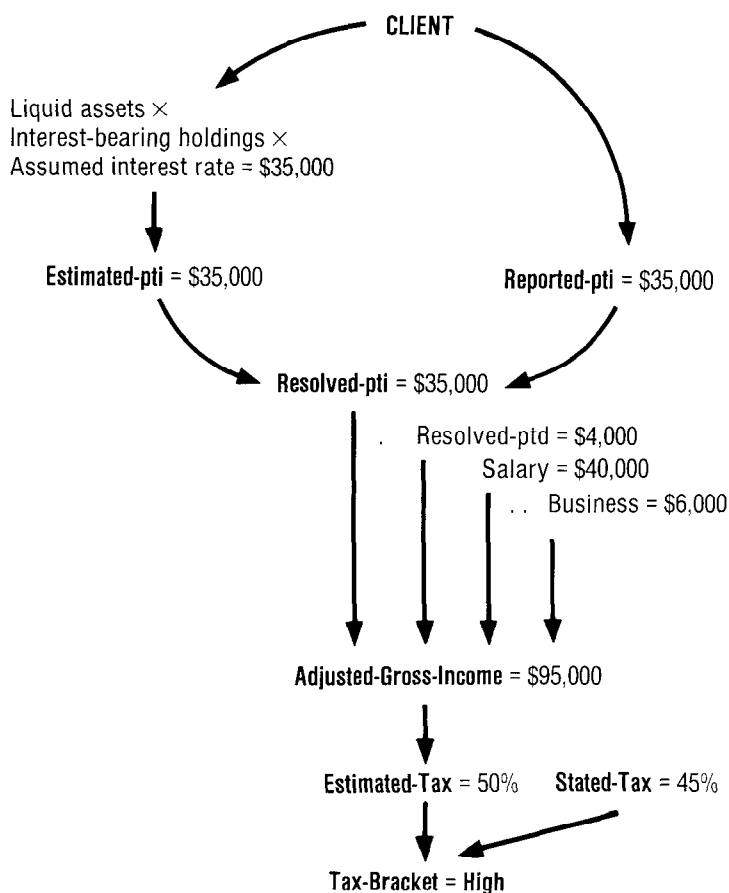 CLIENT
Liquid assets ×
Interest-bearing holdings ×
Assumed interest rate = $35,000
Estimated-pti = $35,000
Reported-pti = $35,000
Resolved-pti = $35,000
. Resolved-ptd = $4,000
Salary = $40,000
. . Business = $6,000
Adjusted-Gross-Income = $95,000
Estimated-Tax = 50%
Stated-Tax = 45%
Tax-Bracket = High